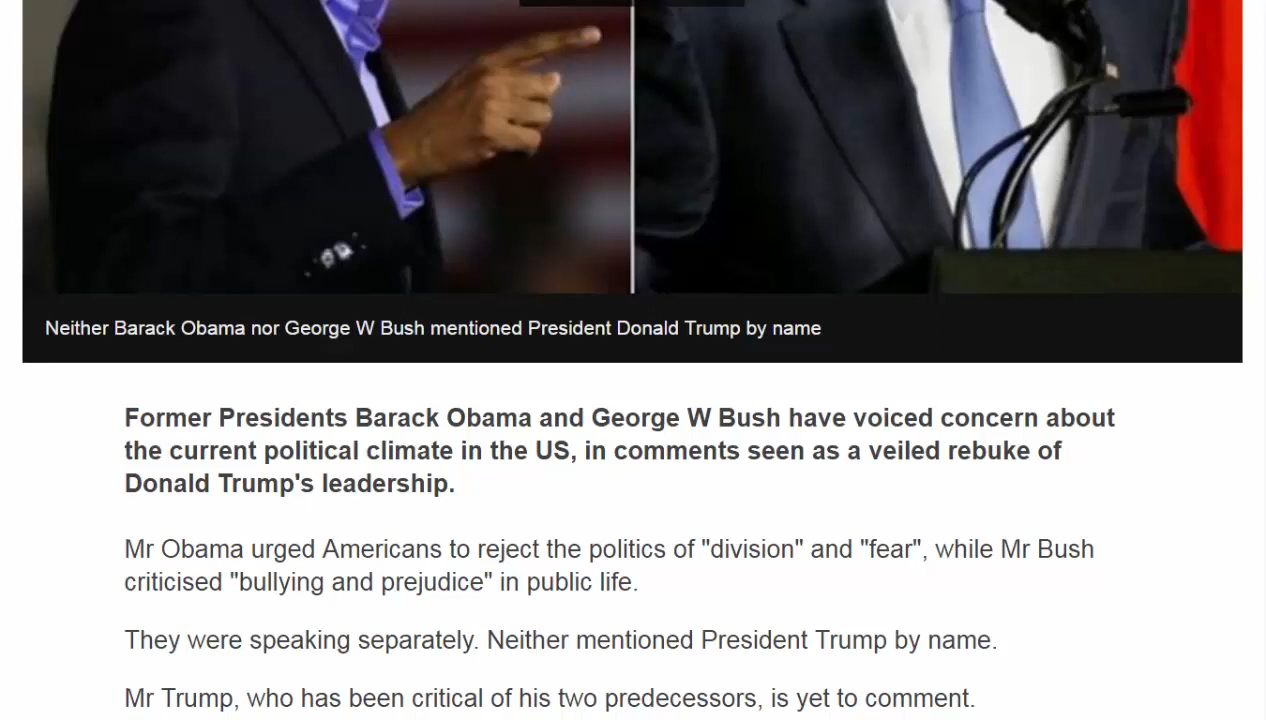 Neither Barack Obama nor George W Bush mentioned President Donald Trump by name
Former Presidents Barack Obama and George W Bush have voiced concern about
the current political climate in the US, in comments seen as a veiled rebuke of
Donald Trump's leadership.
Mr Obama urged Americans to reject the politics of "division" and "fear", while Mr Bush
criticised "bullying and prejudice" in public life.
They were speaking separately. Neither mentioned President Trump by name.
Mr Trump, who has been critical of his two predecessors, is yet to comment.